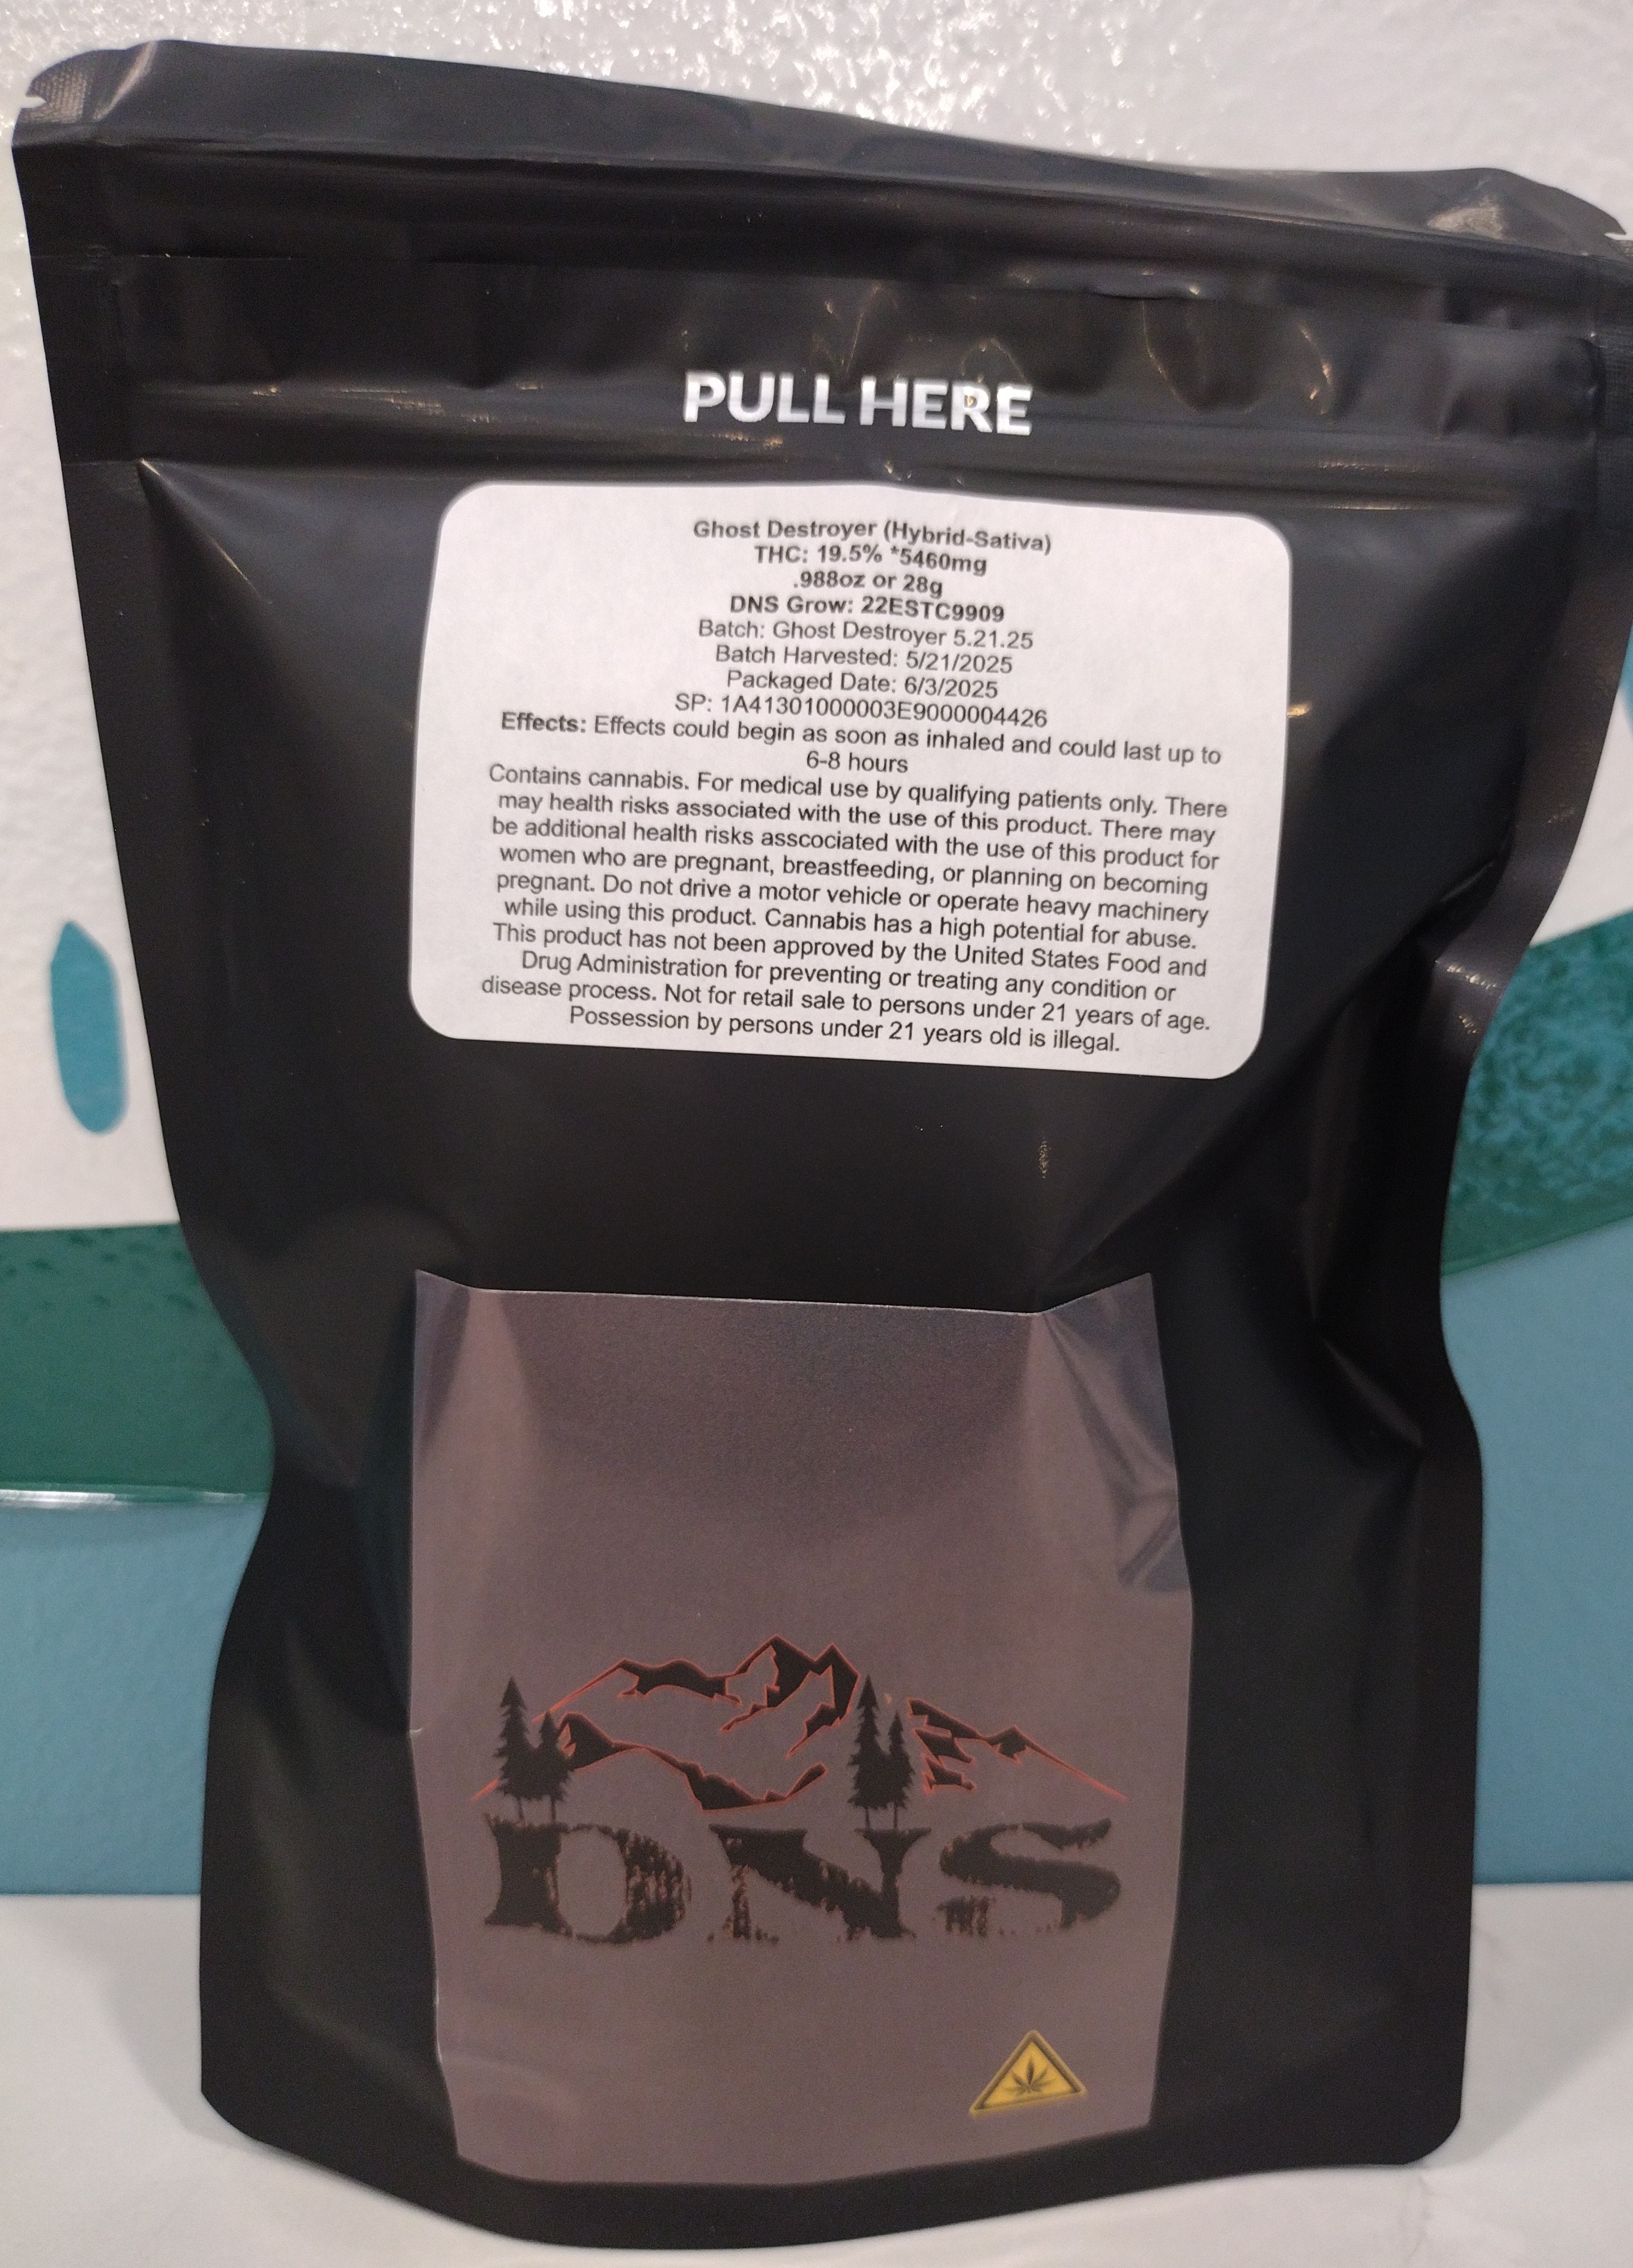 PULL HERE
Ghost Destroyer (Hybrid-Sativa)
THC: 19.5% *5460mg
.988oz or 28g
DNS Grow: 22ESTC9909
Batch: Ghost Destroyer 5.21.25
Batch Harvested: 5/21/2025
Packaged Date: 6/3/2025
SP: 1A41301000003E9000004426
Effects: Effects could begin as soon as inhaled and could last up to
6-8 hours
Contains cannabis. For medical use by qualifying patients only. There
may health risks associated with the use of this product. There may
be additional health risks asscociated with the use of this product for
women who are pregnant, breastfeeding, or planning on becoming
pregnant. Do not drive a motor vehicle or operate heavy machinery
while using this product. Cannabis has a high potential for abuse.
This product has not been approved by the United States Food and
Drug Administration for preventing or treating any condition or
disease process. Not for retail sale to persons under 21 years of age.
Possession by persons under 21 years old is illegal.
DNS